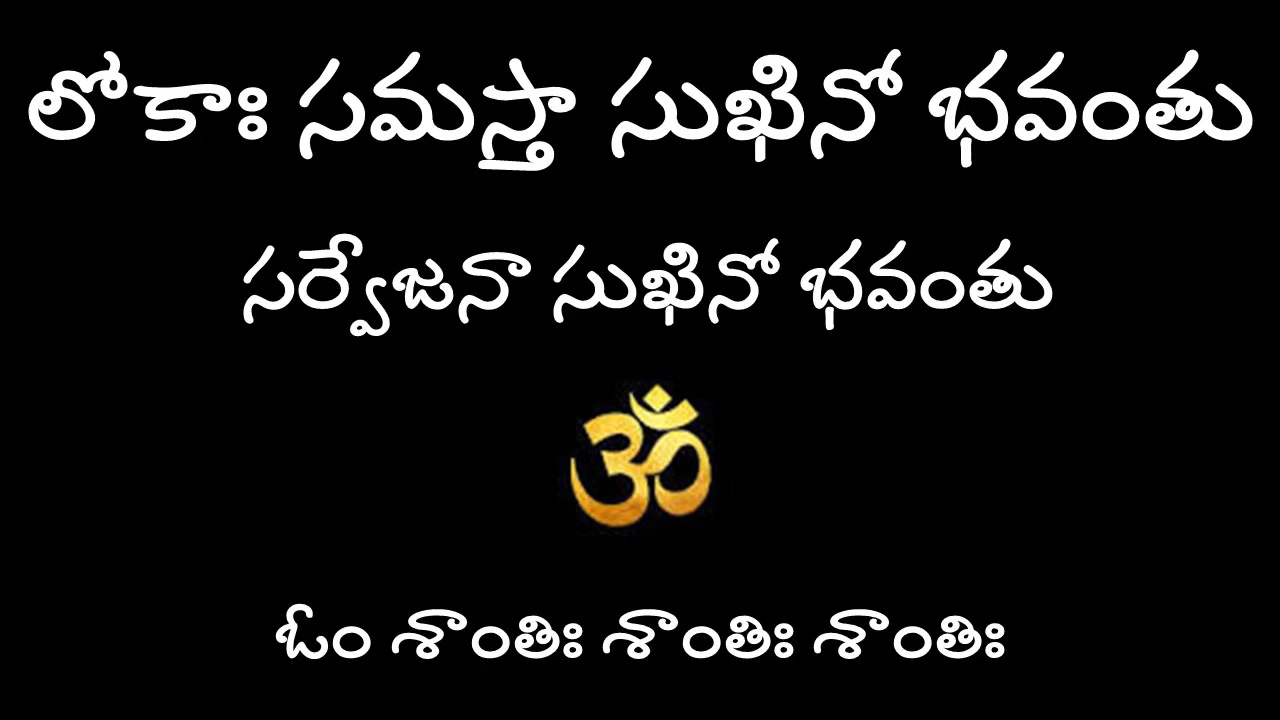 లోకాః సమస్తా సుఖినో భవంతు
సర్వేజనా సుఖినో భవంతు
ॐ
ఓం శాంతిః శాంతిః శాంతిః